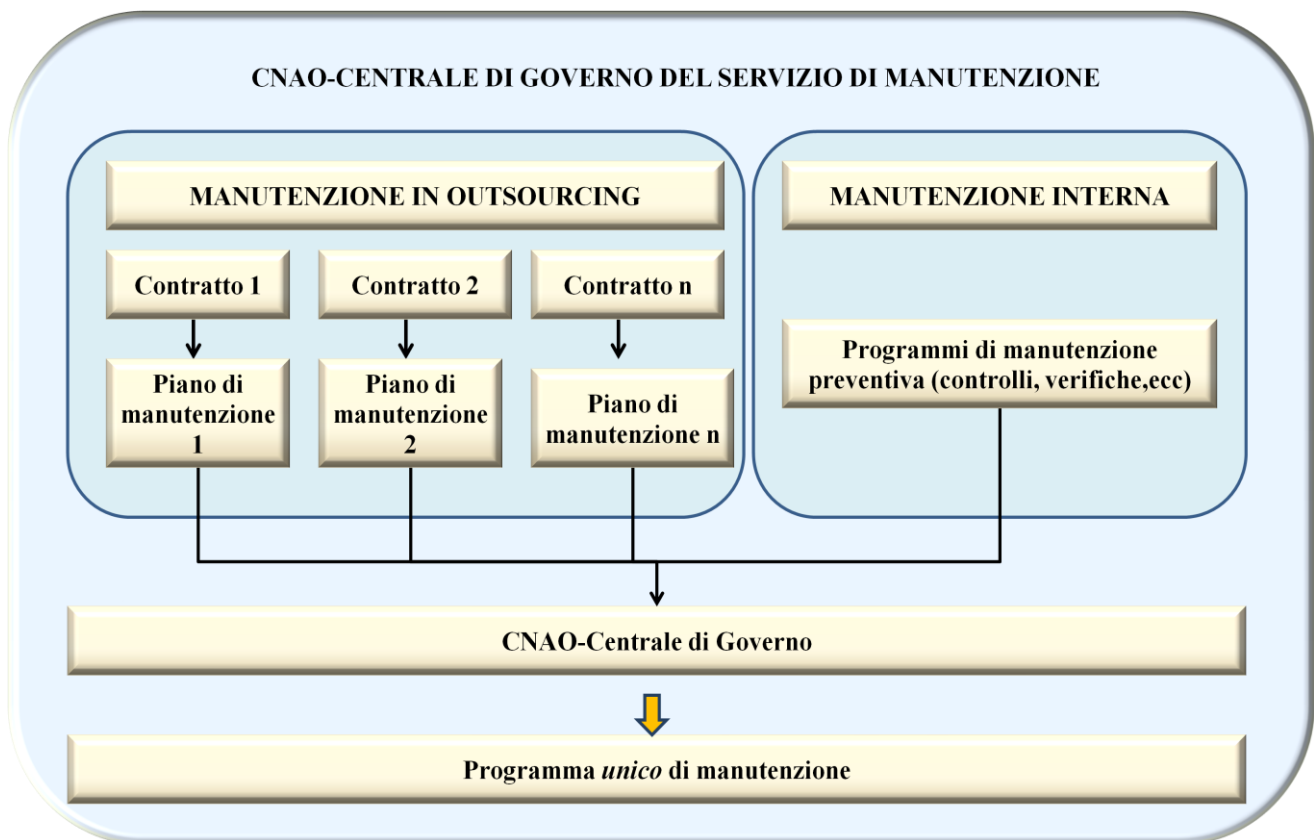 CNAO-CENTRALE DI GOVERNO DEL SERVIZIO DI MANUTENZIONE
MANUTENZIONE IN OUTSOURCING
MANUTENZIONE INTERNA
Contratto 1
Contratto 2
Contratto n
Piano di
manutenzione
1
Piano di
manutenzione
2
Piano di
manutenzione n
Programmi di manutenzione
preventiva (controlli, verifiche,ecc)
CNAO-Centrale di Governo
Programma unico di manutenzione